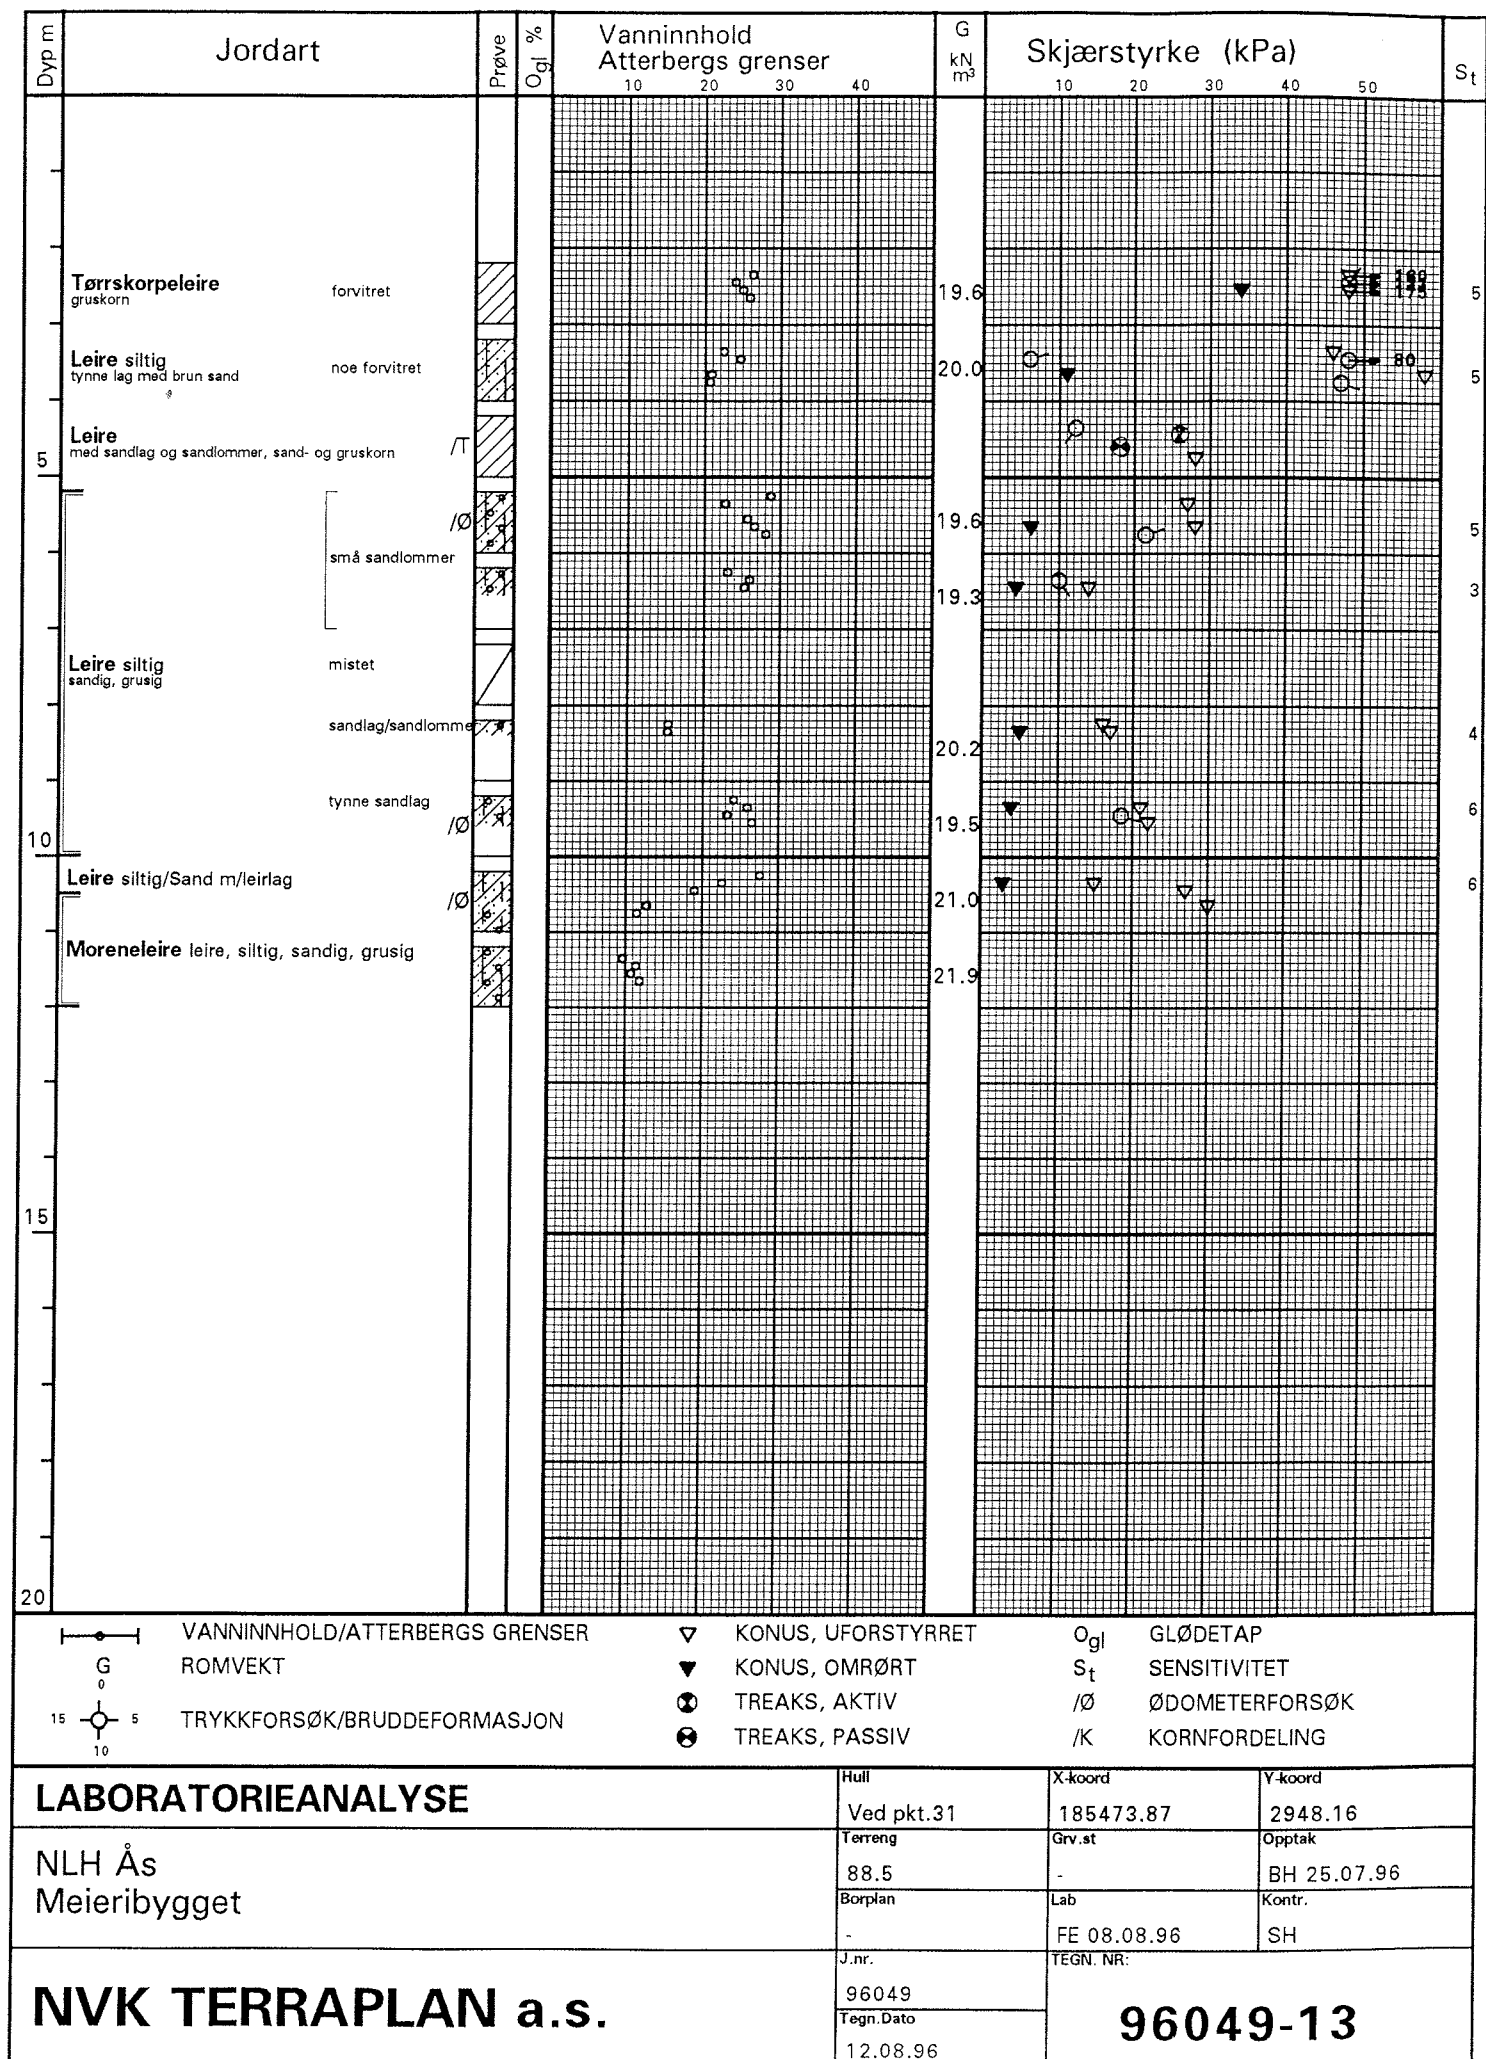 Dyp m
Jordart
Prøve
Ogl %
Vanninnhold
Atterbergs grenser
10 20 30 40
G
kN
m³
Skjærstyrke (kPa)
10 20 30 40 50
St
Tørrskorpeleire forvitret
gruskorn
19.6
175
5
Leire siltig noe forvitret
tynne lag med brun sand
20.0
80
5
Leire
med sandlag og sandlommer, sand- og gruskorn /T
5
/Ø
19.6
5
små sandlommer
19.3
3
Leire siltig mistet
sandig, grusig
sandlag/sandlomme
20.2
4
tynne sandlag
/Ø
19.5
6
10
Leire siltig/Sand m/leirlag
/Ø
21.0
6
Moreneleire leire, siltig, sandig, grusig
21.9
15
20
VANNINNHOLD/ATTERBERGS GRENSER
G ROMVEKT
0
15 5 TRYKKFORSØK/BRUDDEFORMASJON
10
KONUS, UFORSTYRRET
KONUS, OMRØRT
TREAKS, AKTIV
TREAKS, PASSIV
Ogl GLØDETAP
St SENSITIVITET
/Ø ØDOMETERFORSØK
/K KORNFORDELING
LABORATORIEANALYSE
NLH Ås
Meieribygget
NVK TERRAPLAN a.s.
Hull
Ved pkt.31
X-koord
185473.87
Y-koord
2948.16
Terreng
88.5
Grv.st
-
Opptak
BH 25.07.96
Borplan
-
Lab
FE 08.08.96
Kontr.
SH
J.nr.
96049
Tegn.Dato
12.08.96
TEGN. NR:
96049-13